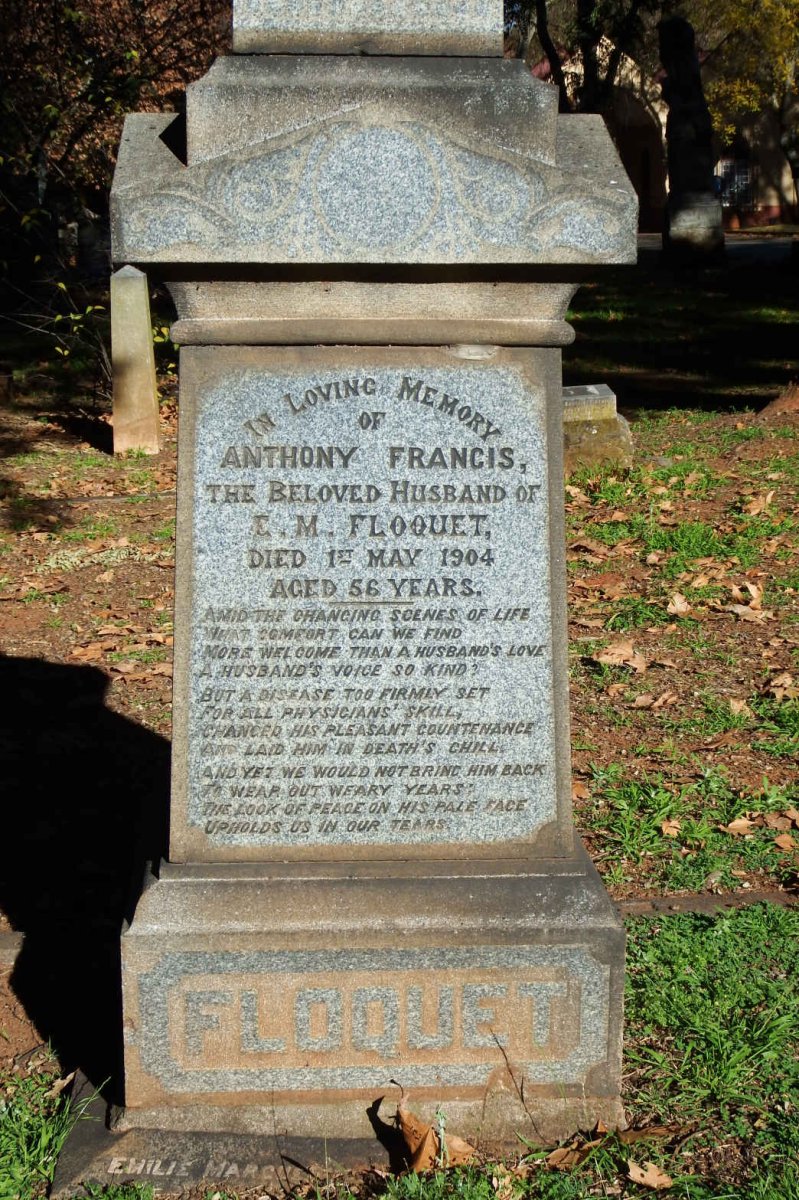 IN LOVING MEMORY
OF
ANTHONY FRANCIS,
THE BELOVED HUSBAND OF
E. M. FLOQUET,
DIED 1ST MAY 1904
AGED 56 YEARS.
AMID THE CHANGING SCENES OF LIFE
WHAT COMFORT CAN WE FIND
MORE WELCOME THAN A HUSBAND'S LOVE
A HUSBAND'S VOICE SO KIND?
BUT A DISEASE TOO FIRMLY SET
FOR ALL PHYSICIANS' SKILL,
CHANGED HIS PLEASANT COUNTENANCE
AND LAID HIM IN DEATH'S CHILL.
AND YET WE WOULD NOT BRING HIM BACK
TO WEAR OUT WEARY YEARS:
THE LOOK OF PEACE ON HIS PALE FACE
UPHOLDS US IN OUR TEARS.
FLOQUET
EMILIE